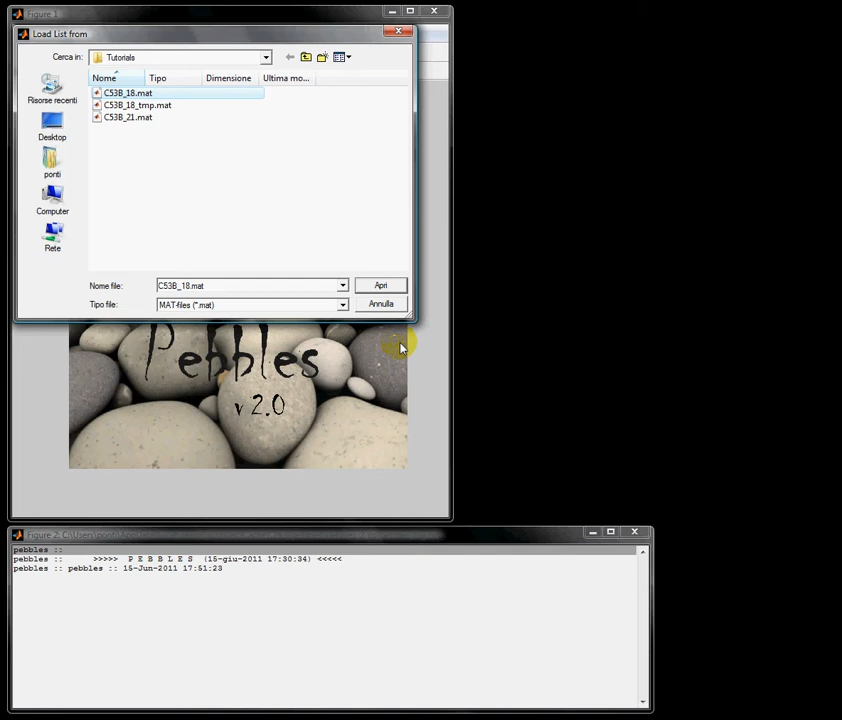 Figure 1
Load List from
Cerca in:
Tutorials
Nome
Tipo
Dimensione
Ultima mo...
C53B_18.mat
C53B_18_tmp.mat
C53B_21.mat
Risorse recenti
Desktop
ponti
Computer
Rete
Nome file:
C53B_18.mat
Apri
Tipo file:
MAT-files (*.mat)
Annulla
Pebbles
v 2.0
Figure 2:
pebbles ::
pebbles :: >>>>> P E B B L E S (15-giu-2011 17:30:34) <<<<<
pebbles :: pebbles :: 15-Jun-2011 17:51:23